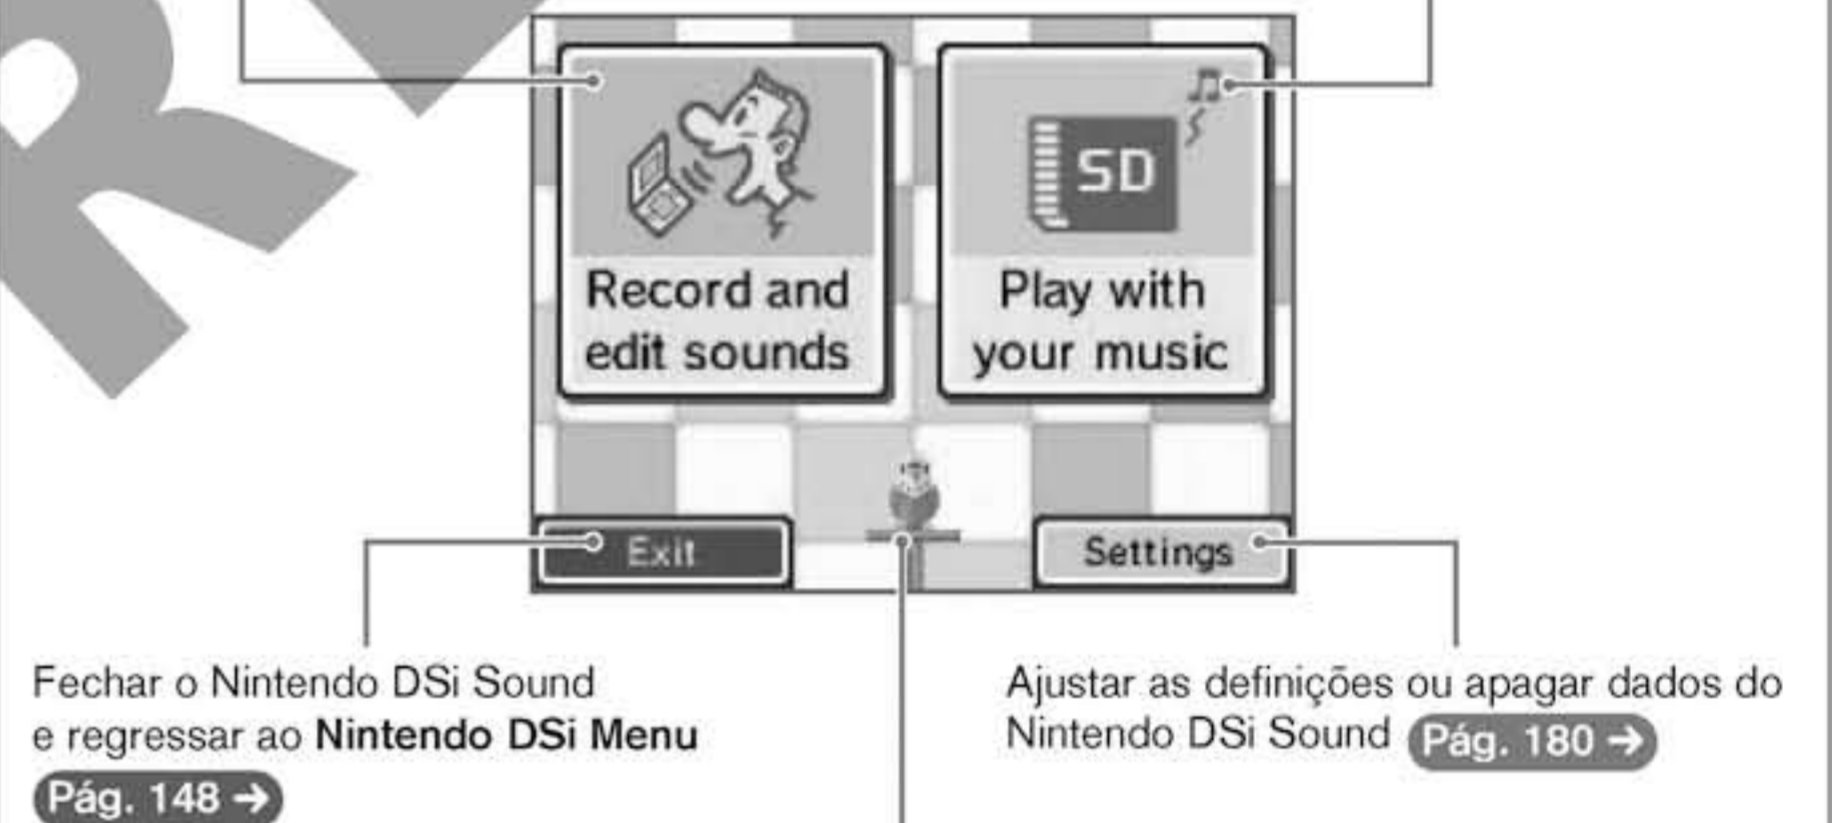 SD
Record and
edit sounds
Play with
your music
Exit
Settings
Fechar o Nintendo DSi Sound
e regressar ao Nintendo DSi Menu
Pág. 148 →
Ajustar as definições ou apagar dados do
Nintendo DSi Sound Pág. 180 →